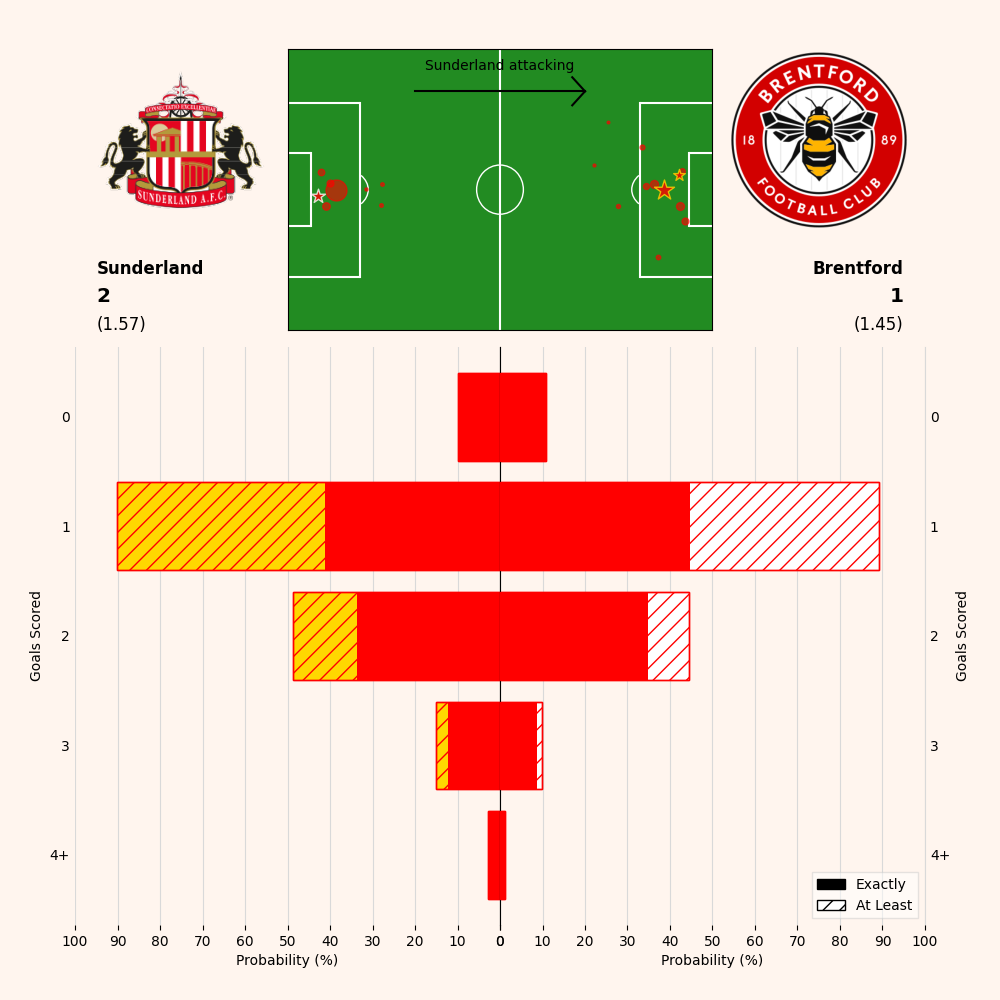 Sunderland attacking
CONSECTATIO EXCELLENTIAE
SUNDERLAND A.F.C.
BRENTFORD
18 89
FOOTBALL CLUB
Sunderland
2
(1.57)
Brentford
1
(1.45)
0
1
2
3
4+
Goals Scored
0
1
2
3
4+
Goals Scored
Exactly
At Least
100 90 80 70 60 50 40 30 20 10 0
0 10 20 30 40 50 60 70 80 90 100
Probability (%)
Probability (%)